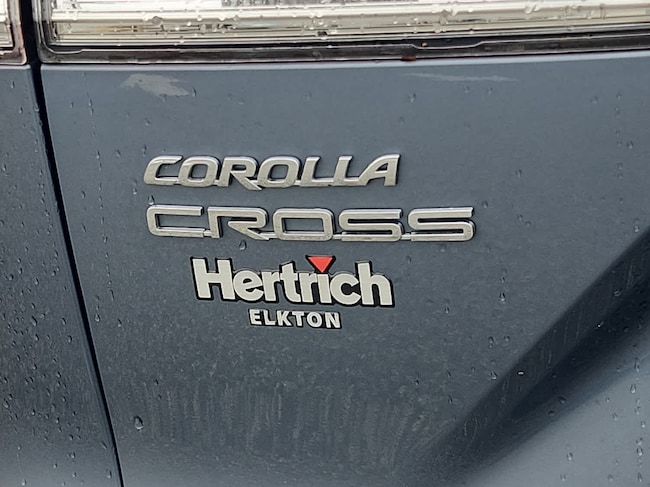 COROLLA
CROSS
Hertrich
ELKTON